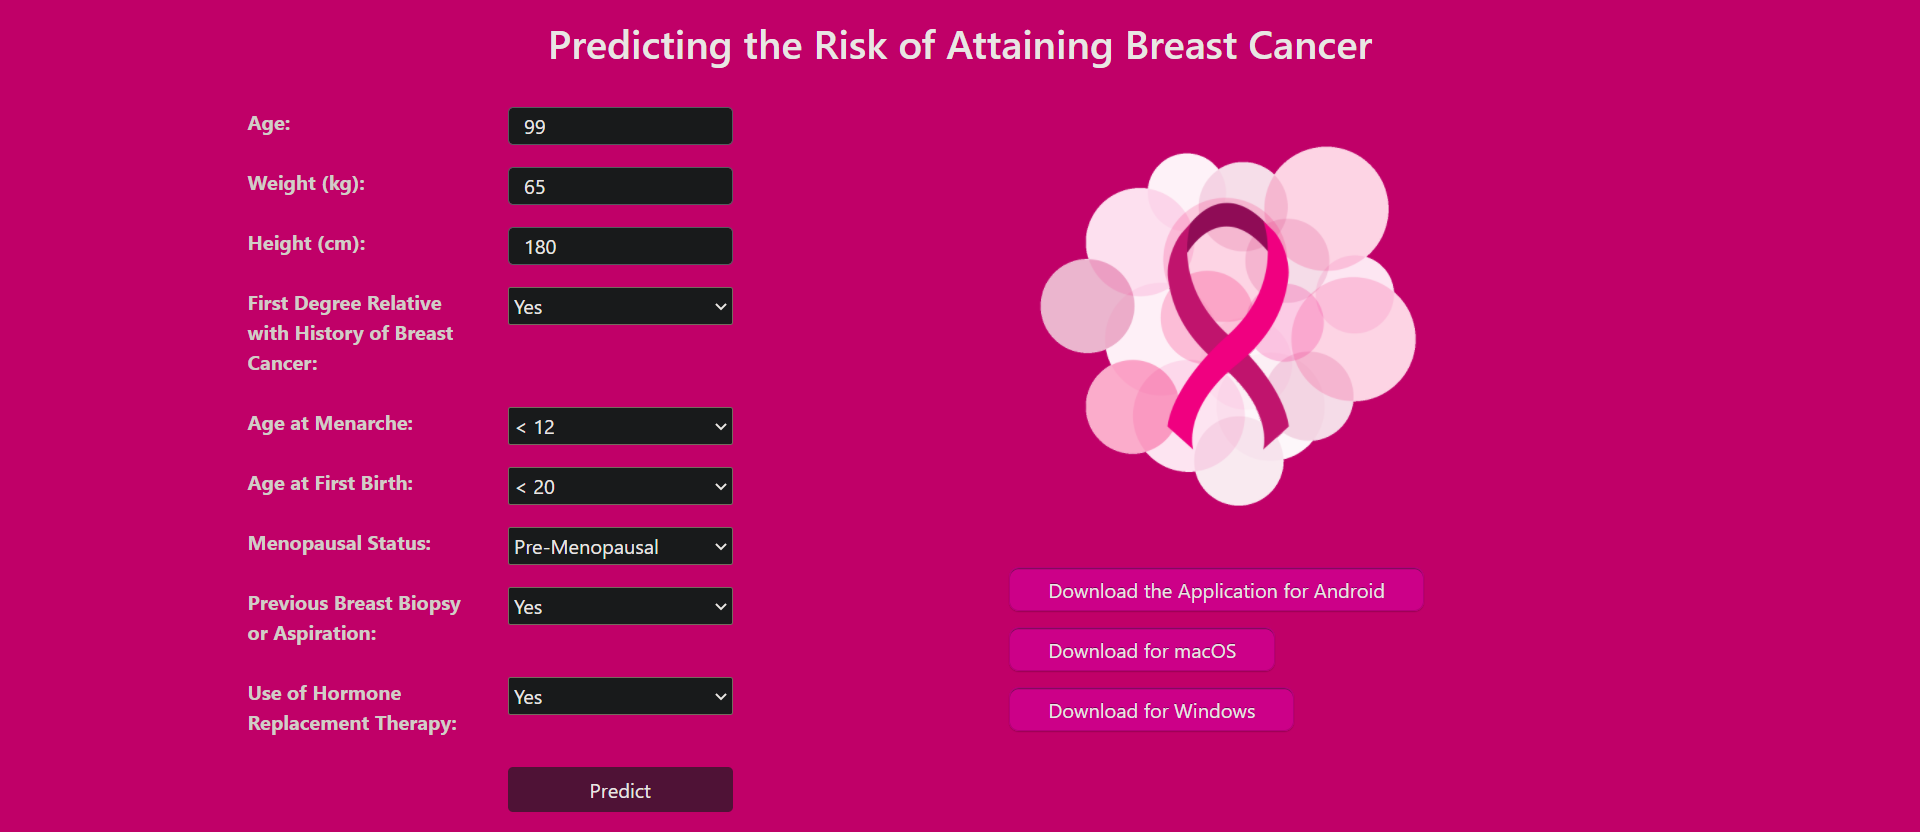 Predicting the Risk of Attaining Breast Cancer
Age:
99
Weight (kg):
65
Height (cm):
180
First Degree Relative
with History of Breast
Cancer:
Yes
Age at Menarche:
< 12
Age at First Birth:
< 20
Menopausal Status:
Pre-Menopausal
Previous Breast Biopsy
or Aspiration:
Yes
Use of Hormone
Replacement Therapy:
Yes
Predict
Download the Application for Android
Download for macOS
Download for Windows